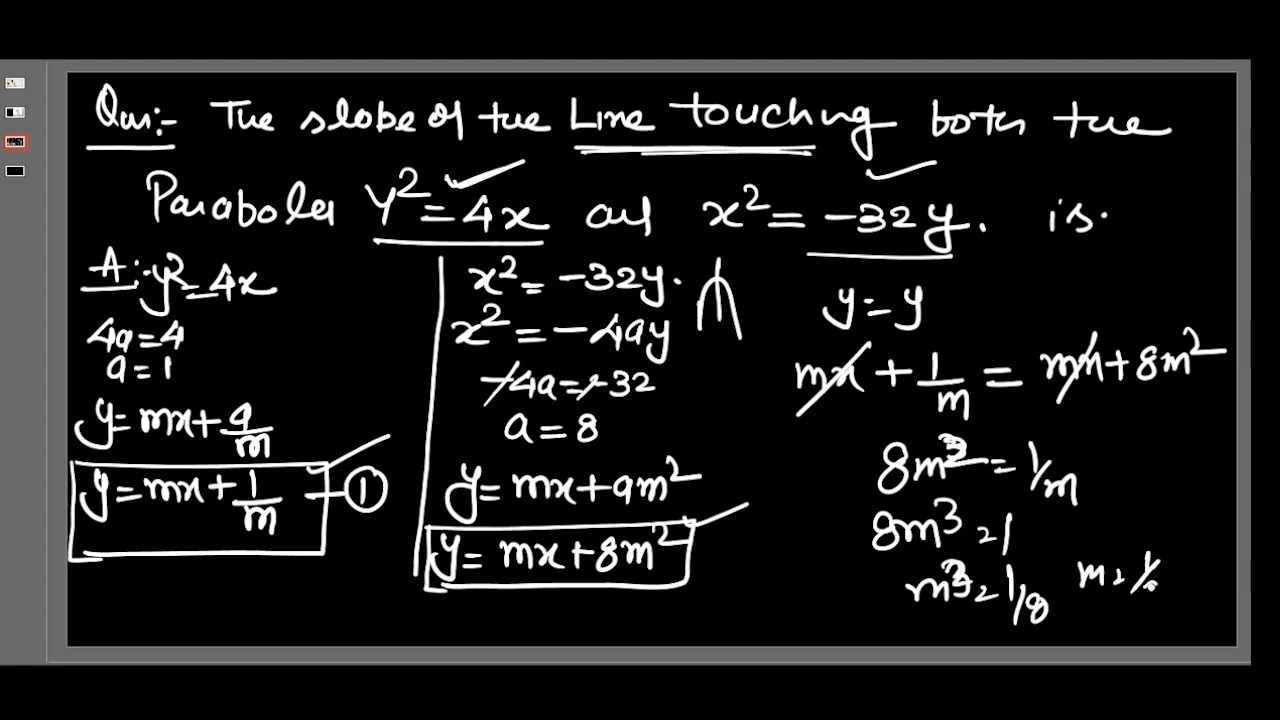 Qus:- The slope of the Line touching both the
Parabolas y²=4x and x² = -32y. is.
A:- y²=4x
4a=4
a=1
y=mx+a/m
y=mx+1/m —①
x²=-32y.
x²=-4ay
-4a=-32
a=8
y=mx+am²
y=mx+8m²
y=y
mx+1/m = mx+8m²
8m²=1/m
8m³=1
m³=1/8